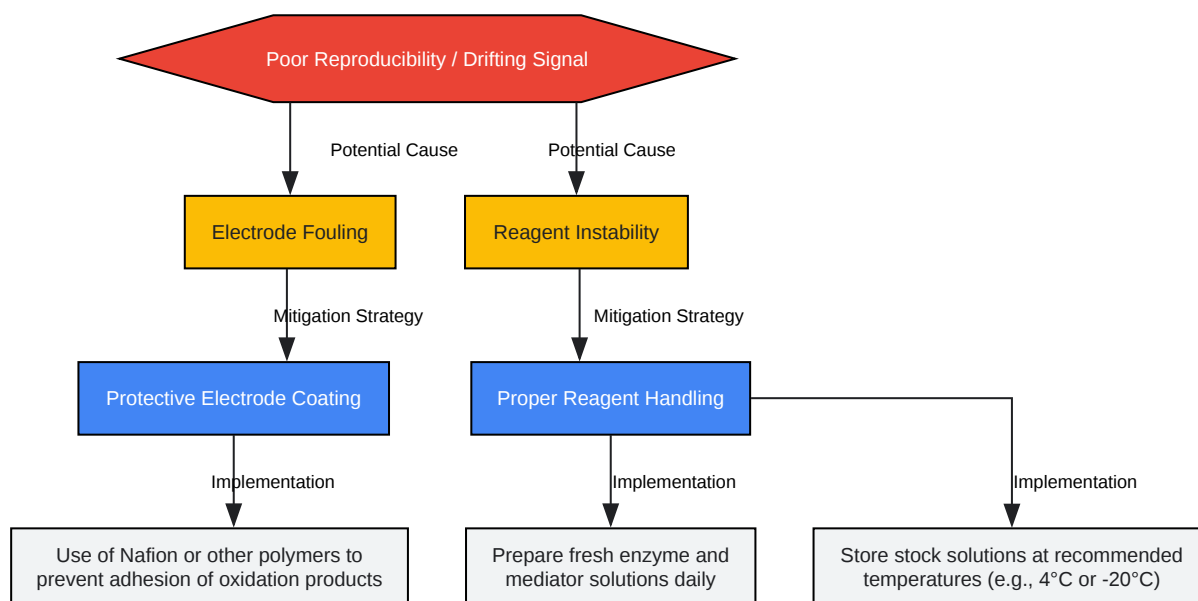 Poor Reproducibility / Drifting Signal
Potential Cause
Potential Cause
Electrode Fouling
Reagent Instability
Mitigation Strategy
Mitigation Strategy
Protective Electrode Coating
Proper Reagent Handling
Implementation
Implementation
Implementation
Use of Nafion or other polymers to
prevent adhesion of oxidation products
Prepare fresh enzyme and
mediator solutions daily
Store stock solutions at recommended
temperatures (e.g., 4°C or -20°C)